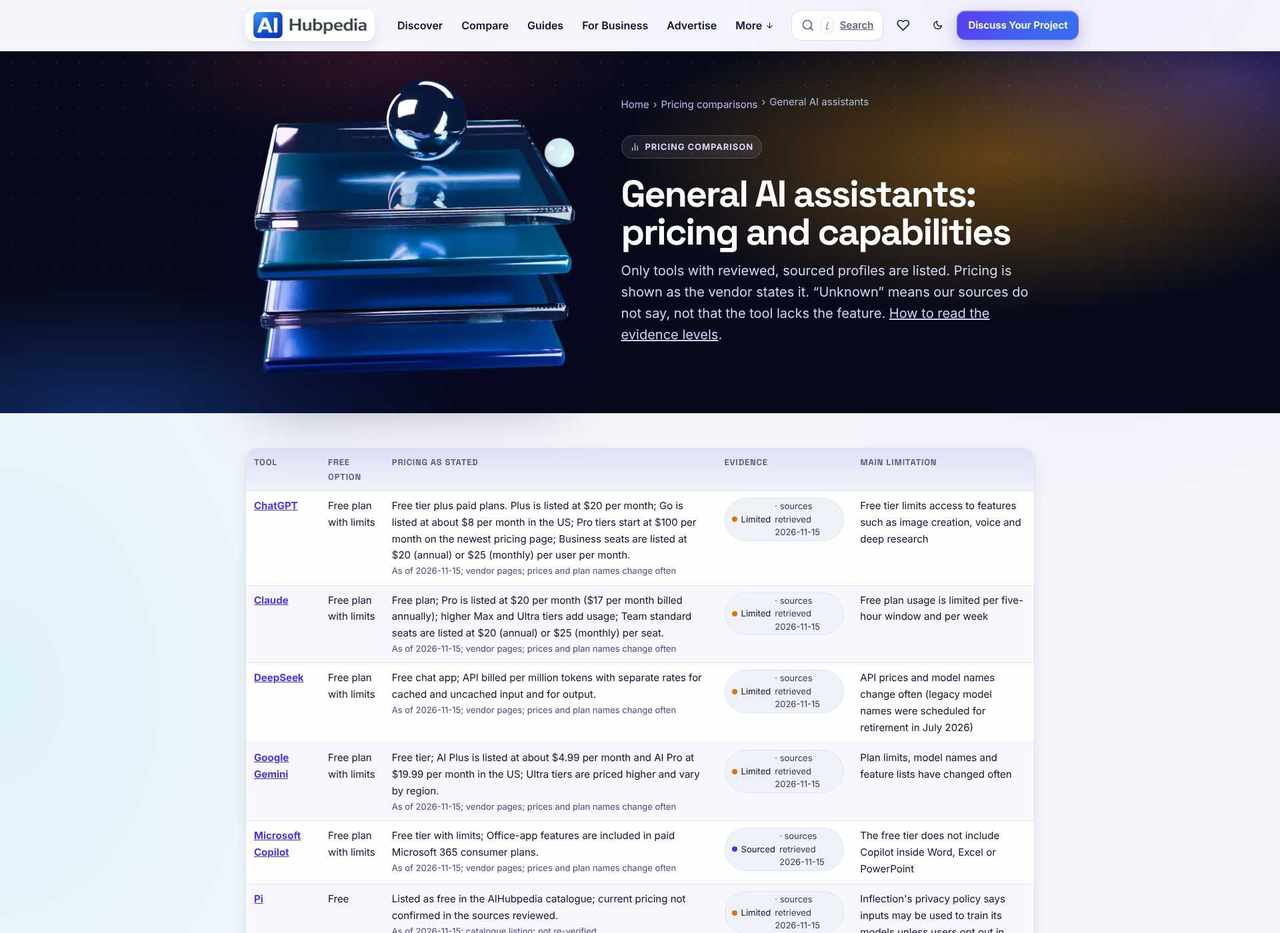 AI Hubpedia
Discover
Compare
Guides
For Business
Advertise
More ↓
/ Search
Discuss Your Project
Home › Pricing comparisons › General AI assistants
PRICING COMPARISON
General AI assistants:
pricing and capabilities
Only tools with reviewed, sourced profiles are listed. Pricing is
shown as the vendor states it. “Unknown” means our sources do
not say, not that the tool lacks the feature. How to read the
evidence levels.
TOOL
FREE
OPTION
PRICING AS STATED
EVIDENCE
MAIN LIMITATION
ChatGPT
Free plan
with limits
Free tier plus paid plans. Plus is listed at $20 per month; Go is
listed at about $8 per month in the US; Pro tiers start at $100 per
month on the newest pricing page; Business seats are listed at
$20 (annual) or $25 (monthly) per user per month.
As of 2026-11-15; vendor pages; prices and plan names change often
Limited
· sources
retrieved
2026-11-15
Free tier limits access to features
such as image creation, voice and
deep research
Claude
Free plan
with limits
Free plan; Pro is listed at $20 per month ($17 per month billed
annually); higher Max and Ultra tiers add usage; Team standard
seats are listed at $20 (annual) or $25 (monthly) per seat.
As of 2026-11-15; vendor pages; prices and plan names change often
Limited
· sources
retrieved
2026-11-15
Free plan usage is limited per five-
hour window and per week
DeepSeek
Free plan
with limits
Free chat app; API billed per million tokens with separate rates for
cached and uncached input and for output.
As of 2026-11-15; vendor pages; prices and plan names change often
Limited
· sources
retrieved
2026-11-15
API prices and model names
change often (legacy model
names were scheduled for
retirement in July 2026)
Google
Gemini
Free plan
with limits
Free tier; AI Plus is listed at about $4.99 per month and AI Pro at
$19.99 per month in the US; Ultra tiers are priced higher and vary
by region.
As of 2026-11-15; vendor pages; prices and plan names change often
Limited
· sources
retrieved
2026-11-15
Plan limits, model names and
feature lists have changed often
Microsoft
Copilot
Free plan
with limits
Free tier with limits; Office-app features are included in paid
Microsoft 365 consumer plans.
As of 2026-11-15; vendor pages; prices and plan names change often
Sourced
· sources
retrieved
2026-11-15
The free tier does not include
Copilot inside Word, Excel or
PowerPoint
Pi
Free
Listed as free in the AIHubpedia catalogue; current pricing not
confirmed in the sources reviewed.
As of 2026-11-15; catalogue listing; not re-verified
Limited
· sources
retrieved
2026-11-15
Inflection's privacy policy says
inputs may be used to train its
models unless users opt out in